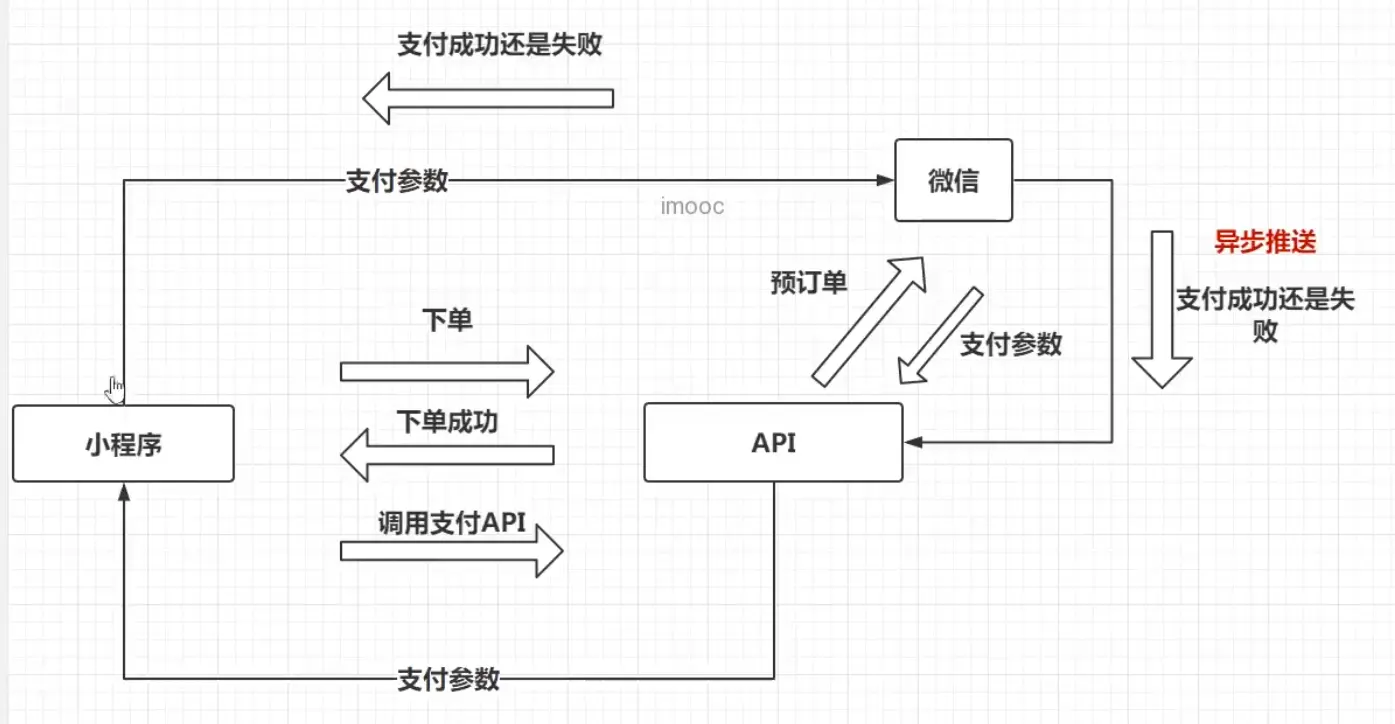 支付成功还是失败
支付参数
微信
imooc
异步推送
预订单
支付成功还是失
败
下单
支付参数
下单成功
小程序
API
调用支付API
支付参数